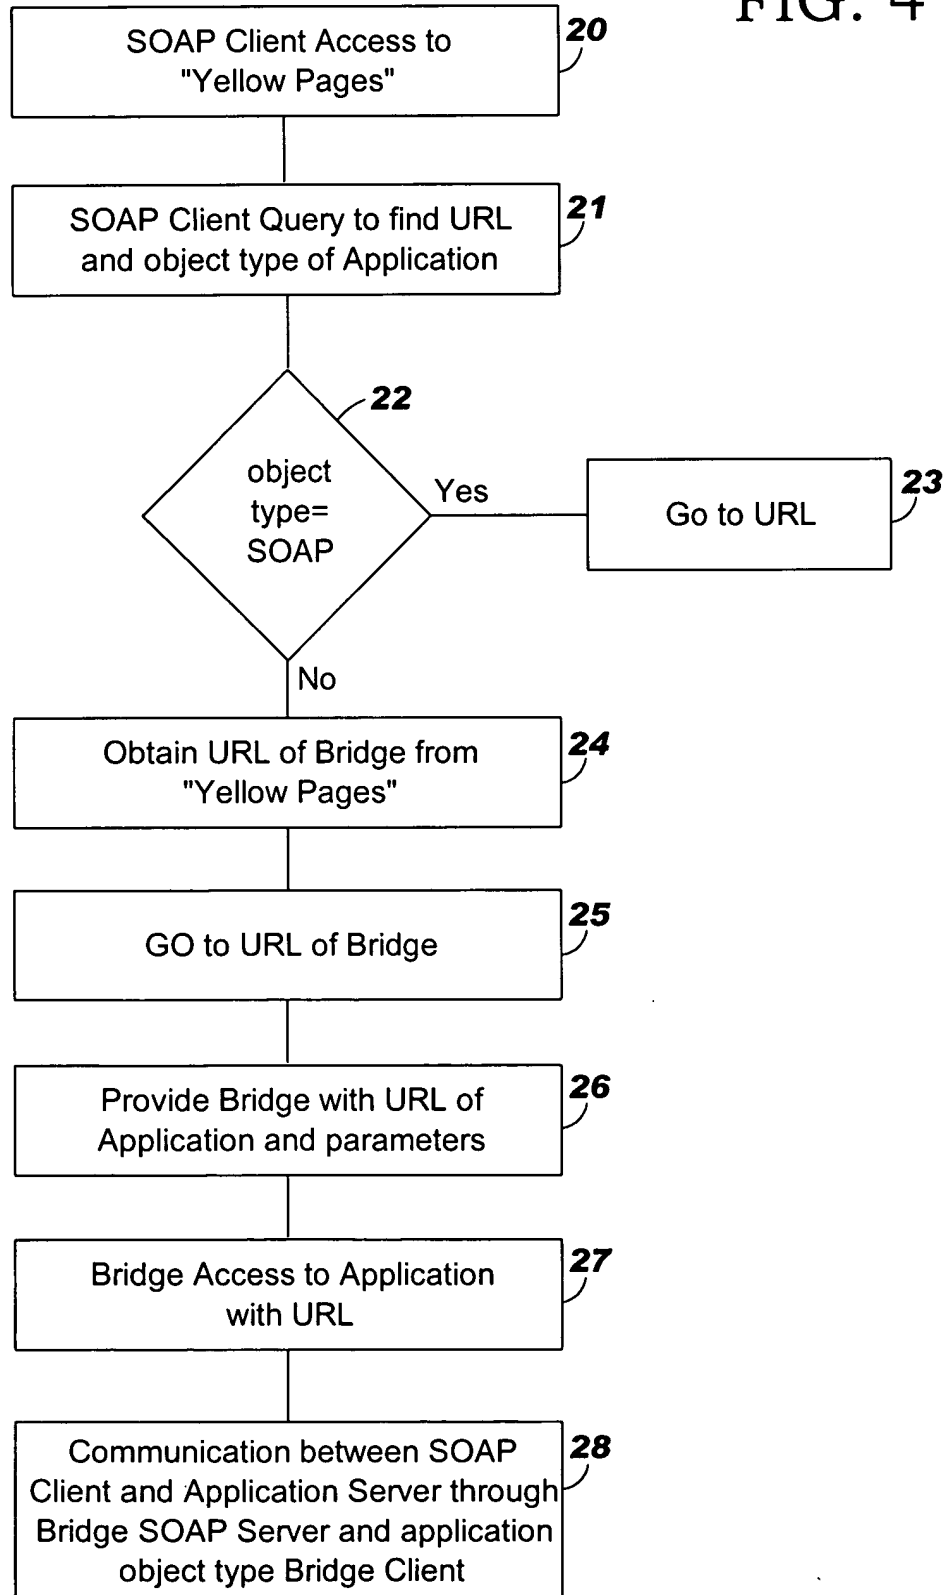 FIG. 4
SOAP Client Access to
"Yellow Pages"
20
SOAP Client Query to find URL
and object type of Application
21
22
object
type=
SOAP
Yes
Go to URL
23
No
Obtain URL of Bridge from
"Yellow Pages"
24
GO to URL of Bridge
25
Provide Bridge with URL of
Application and parameters
26
Bridge Access to Application
with URL
27
Communication between SOAP
Client and Application Server through
Bridge SOAP Server and application
object type Bridge Client
28